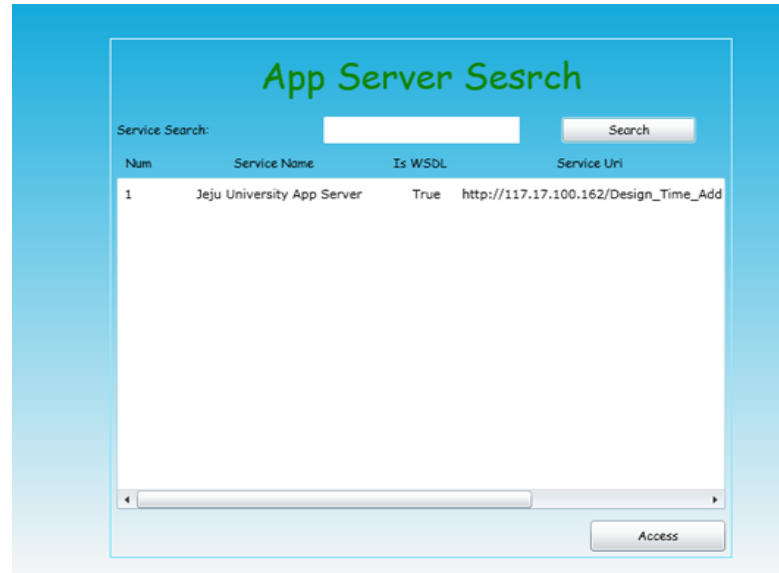 App Server Sesrch
Service Search: Search
Num Service Name Is WSDL Service Uri
1 Jeju University App Server True http://117.17.100.162/Design_Time_Add
Access